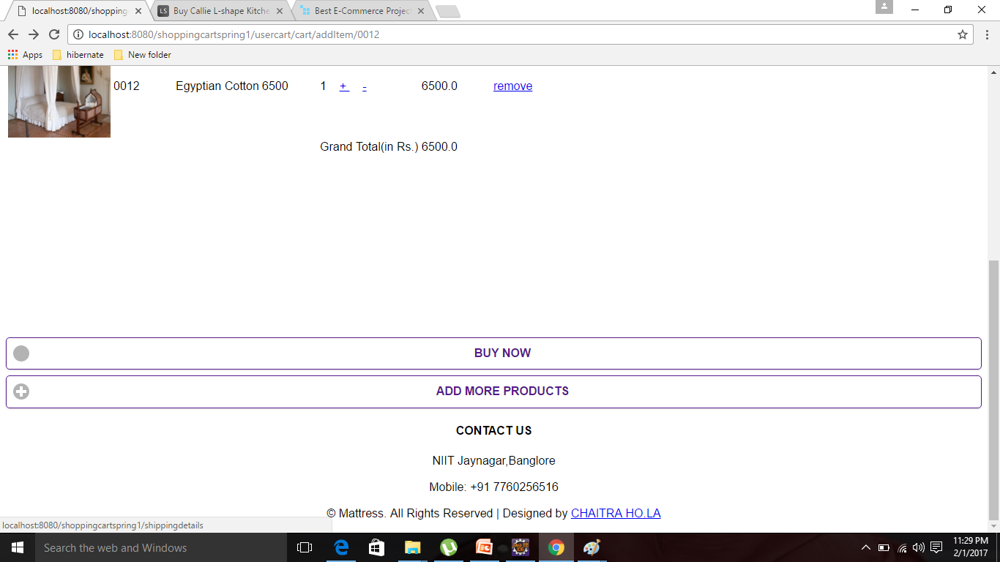 localhost:8080/shopping
LS Buy Callie L-shape Kitche
Best E-Commerce Projec
localhost:8080/shoppingcartspring1/usercart/cart/addItem/0012
Apps hibernate New folder
0012 Egyptian Cotton 6500 1 + - 6500.0 remove
Grand Total(in Rs.) 6500.0
BUY NOW
ADD MORE PRODUCTS
CONTACT US
NIIT Jaynagar,Banglore
Mobile: +91 7760256516
© Mattress. All Rights Reserved | Designed by CHAITRA HO.LA
localhost:8080/shoppingcartspring1/shippingdetails
Search the web and Windows
11:29 PM
2/1/2017